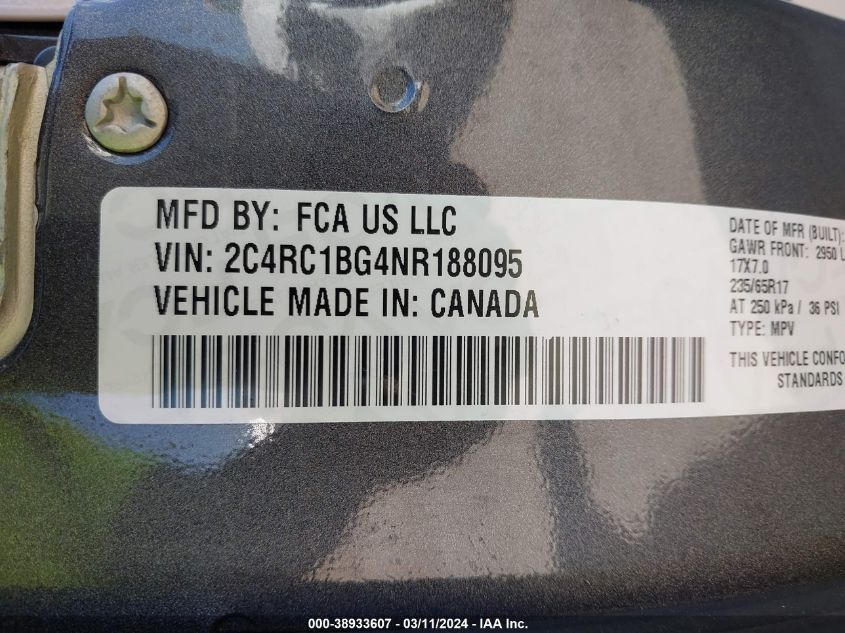 MFD BY: FCA US LLC
VIN: 2C4RC1BG4NR188095
VEHICLE MADE IN: CANADA
DATE OF MFR (BUILT):
GAWR FRONT: 2950 L
17X7.0
235/65R17
AT 250 kPa / 36 PSI
TYPE: MPV
THIS VEHICLE CONFO
STANDARDS
000-38933607 - 03/11/2024 - IAA Inc.